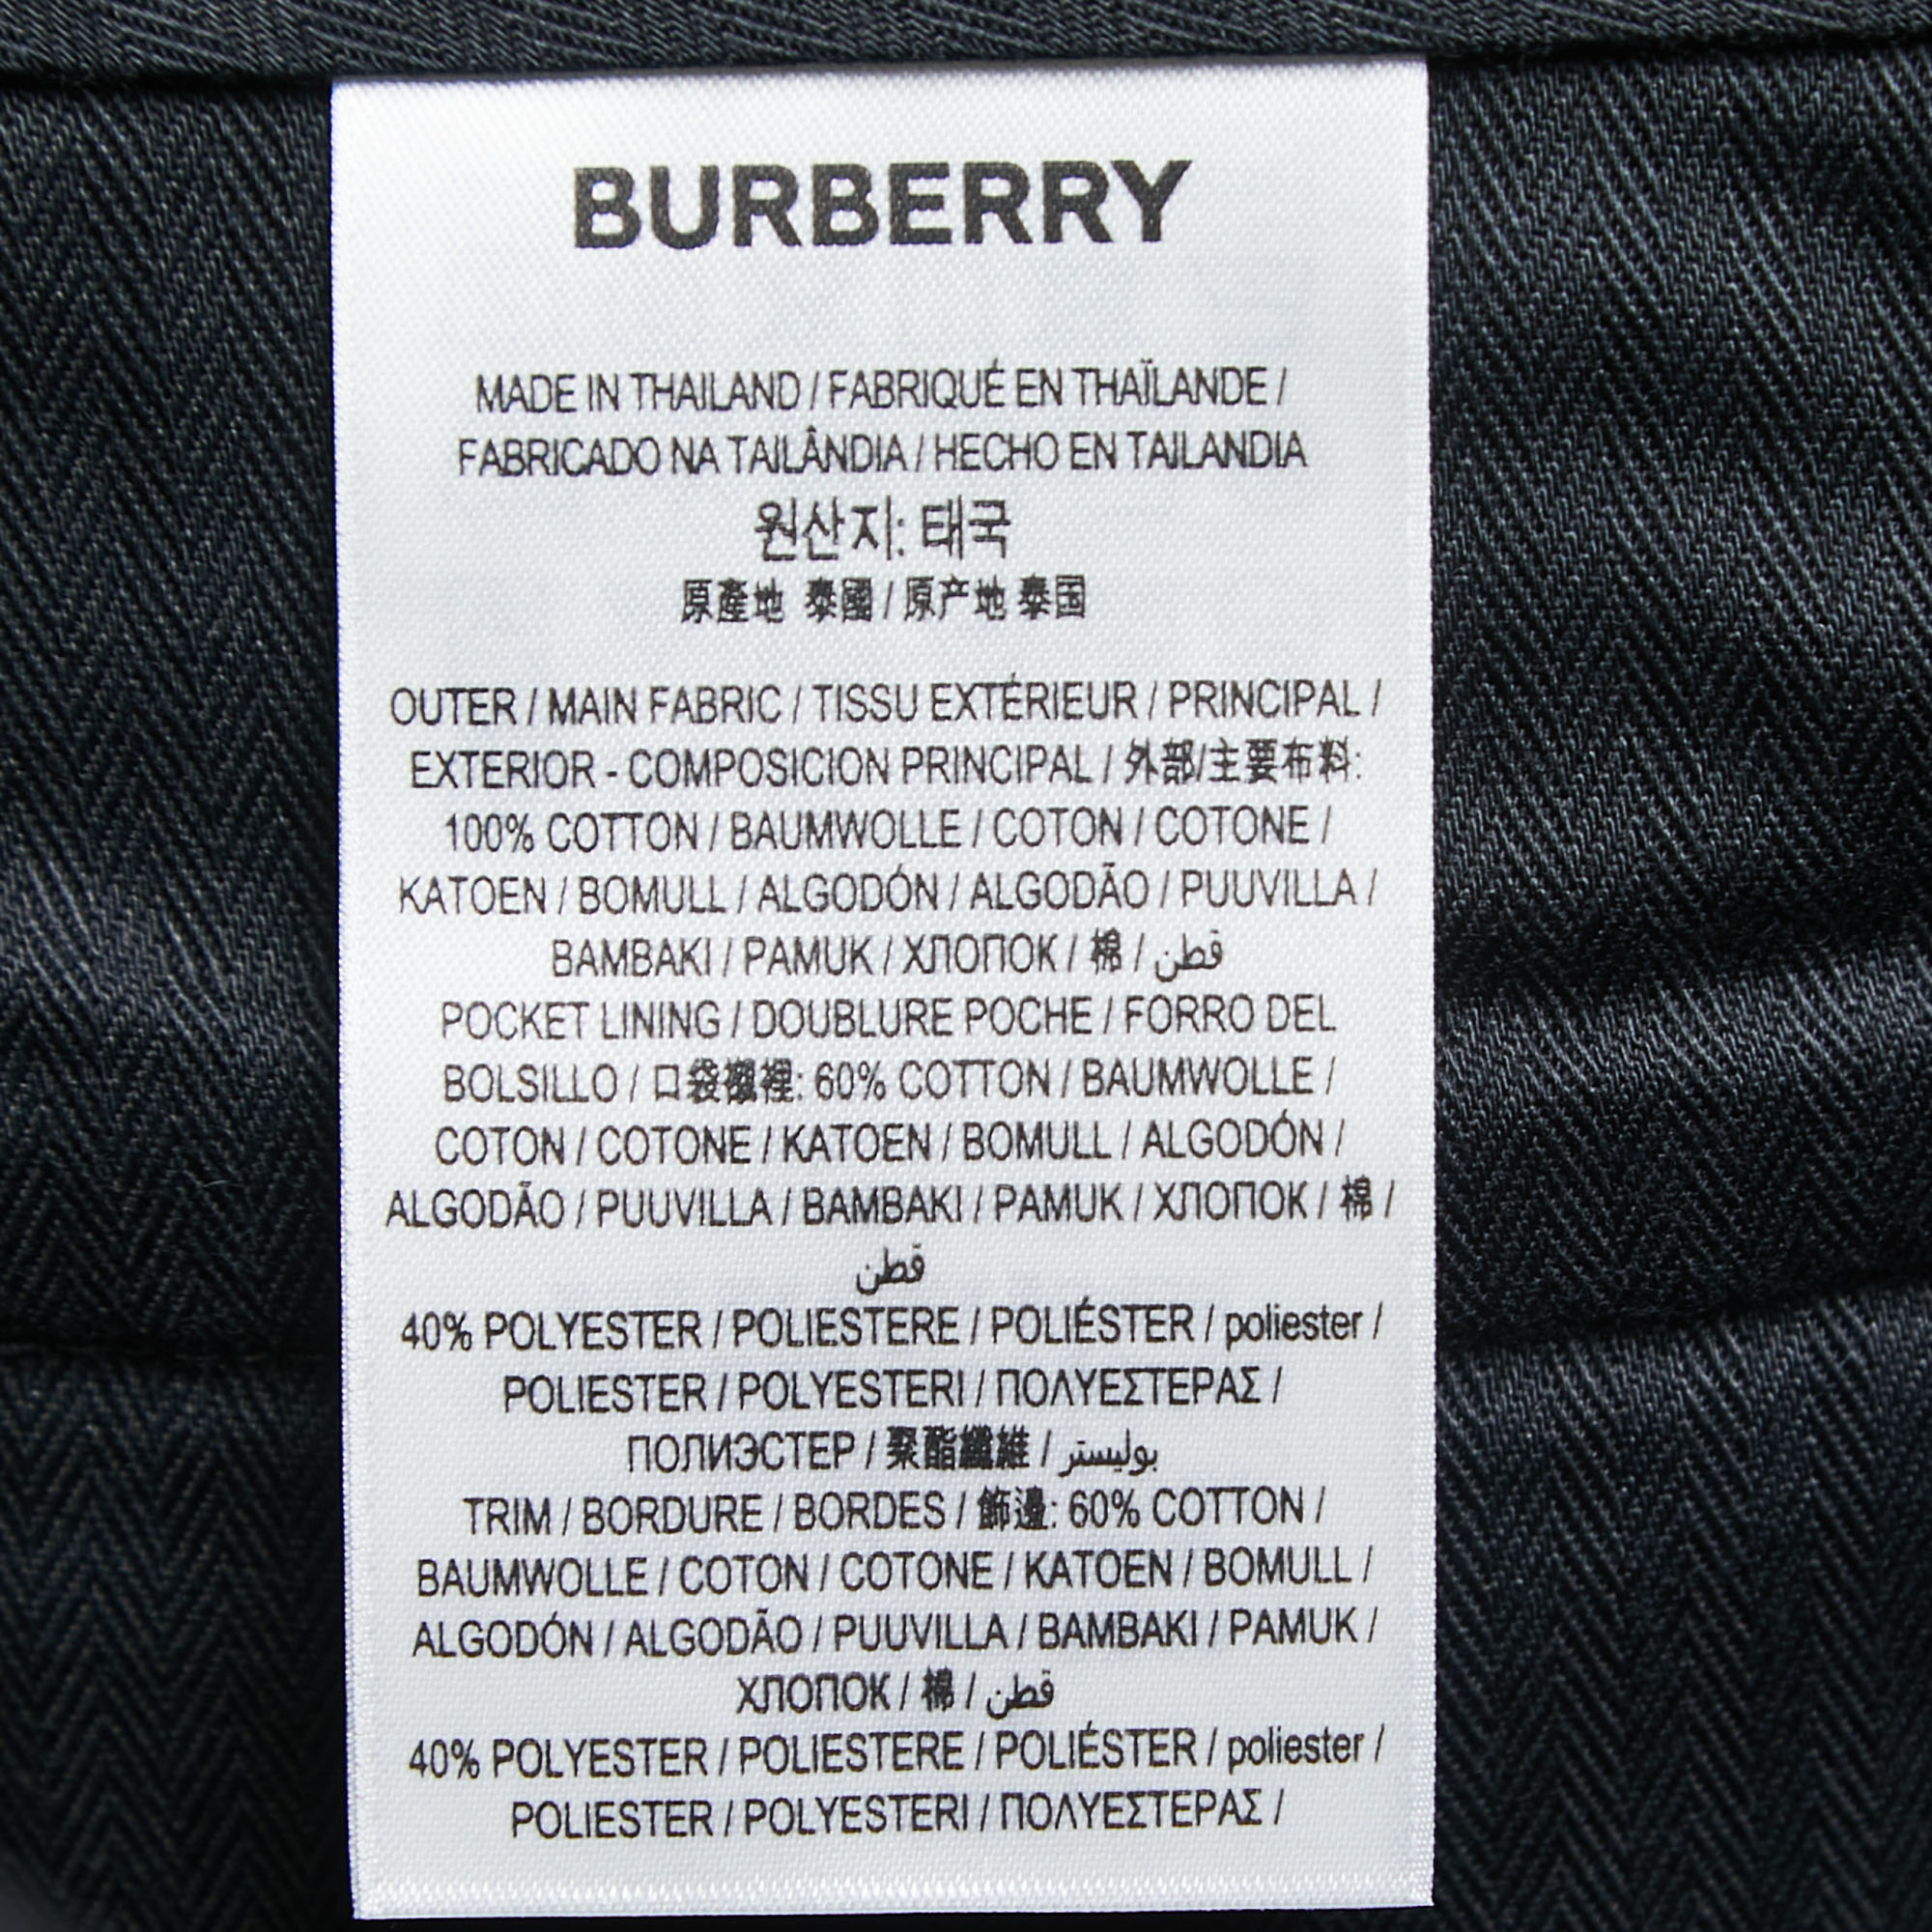 BURBERRY
MADE IN THAILAND / FABRIQUÉ EN THAÏLANDE /
FABRICADO NA TAILÂNDIA / HECHO EN TAILANDIA
원산지: 태국
原產地 泰國 / 原产地 泰国
OUTER / MAIN FABRIC / TISSU EXTÉRIEUR / PRINCIPAL /
EXTERIOR - COMPOSICION PRINCIPAL / 外部/主要布料:
100% COTTON / BAUMWOLLE / COTON / COTONE /
KATOEN / BOMULL / ALGODÓN / ALGODÃO / PUUVILLA /
BAMBAKI / PAMUK / ХЛОПОК / 棉 / قطن
POCKET LINING / DOUBLURE POCHE / FORRO DEL
BOLSILLO / 口袋襯裡: 60% COTTON / BAUMWOLLE /
COTON / COTONE / KATOEN / BOMULL / ALGODÓN /
ALGODÃO / PUUVILLA / BAMBAKI / PAMUK / ХЛОПОК / 棉 /
قطن
40% POLYESTER / POLIESTERE / POLIÉSTER / poliester /
POLIESTER / POLYESTERI / ΠΟΛΥΕΣΤΕΡΑΣ /
ПОЛИЭСТЕР / 聚酯纖維 / بوليستر
TRIM / BORDURE / BORDES / 飾邊: 60% COTTON /
BAUMWOLLE / COTON / COTONE / KATOEN / BOMULL /
ALGODÓN / ALGODÃO / PUUVILLA / BAMBAKI / PAMUK /
ХЛОПОК / 棉 / قطن
40% POLYESTER / POLIESTERE / POLIÉSTER / poliester /
POLIESTER / POLYESTERI / ΠΟΛΥΕΣΤΕΡΑΣ /